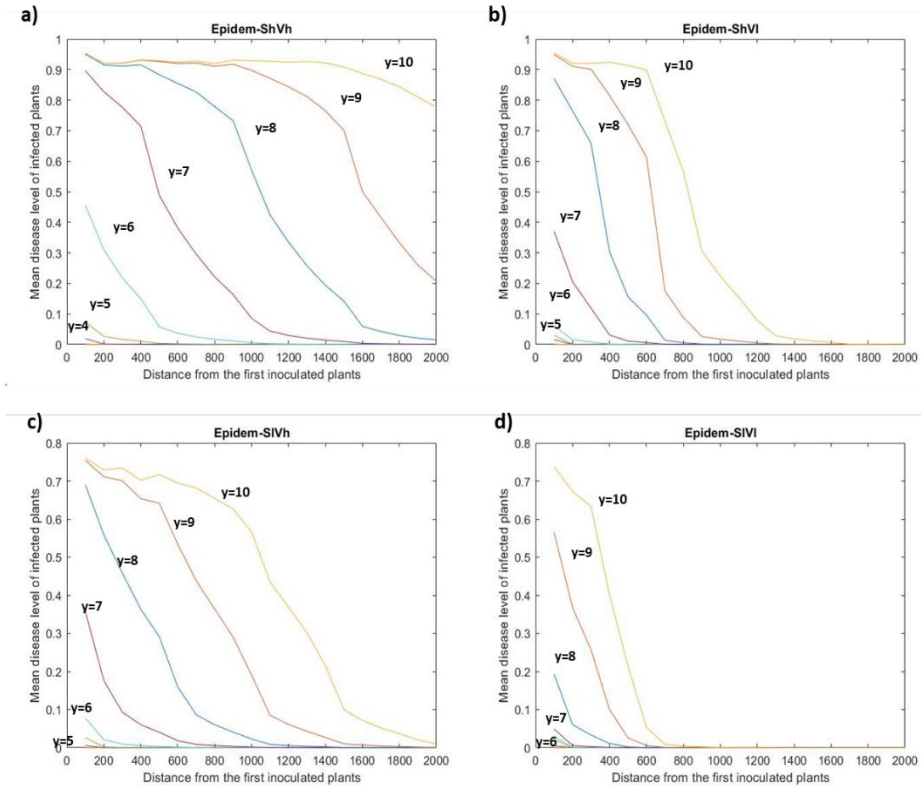 a)
Epidem-ShVh
Mean disease level of infected plants
1
0.9
0.8
0.7
0.6
0.5
0.4
0.3
0.2
0.1
0
y=10
y=9
y=8
y=7
y=6
y=5
y=4
0 200 400 600 800 1000 1200 1400 1600 1800 2000
Distance from the first inoculated plants
b)
Epidem-ShVl
Mean disease level of infected plants
1
0.9
0.8
0.7
0.6
0.5
0.4
0.3
0.2
0.1
0
y=10
y=9
y=8
y=7
y=6
y=5
0 200 400 600 800 1000 1200 1400 1600 1800 2000
Distance from the first inoculated plants
c)
Epidem-SlVh
Mean disease level of infected plants
0.8
0.7
0.6
0.5
0.4
0.3
0.2
0.1
0
y=10
y=9
y=8
y=7
y=6
y=5
0 200 400 600 800 1000 1200 1400 1600 1800 2000
Distance from the first inoculated plants
d)
Epidem-SlVl
Mean disease level of infected plants
0.8
0.7
0.6
0.5
0.4
0.3
0.2
0.1
0
y=10
y=9
y=8
y=7
y=6
0 200 400 600 800 1000 1200 1400 1600 1800 2000
Distance from the first inoculated plants